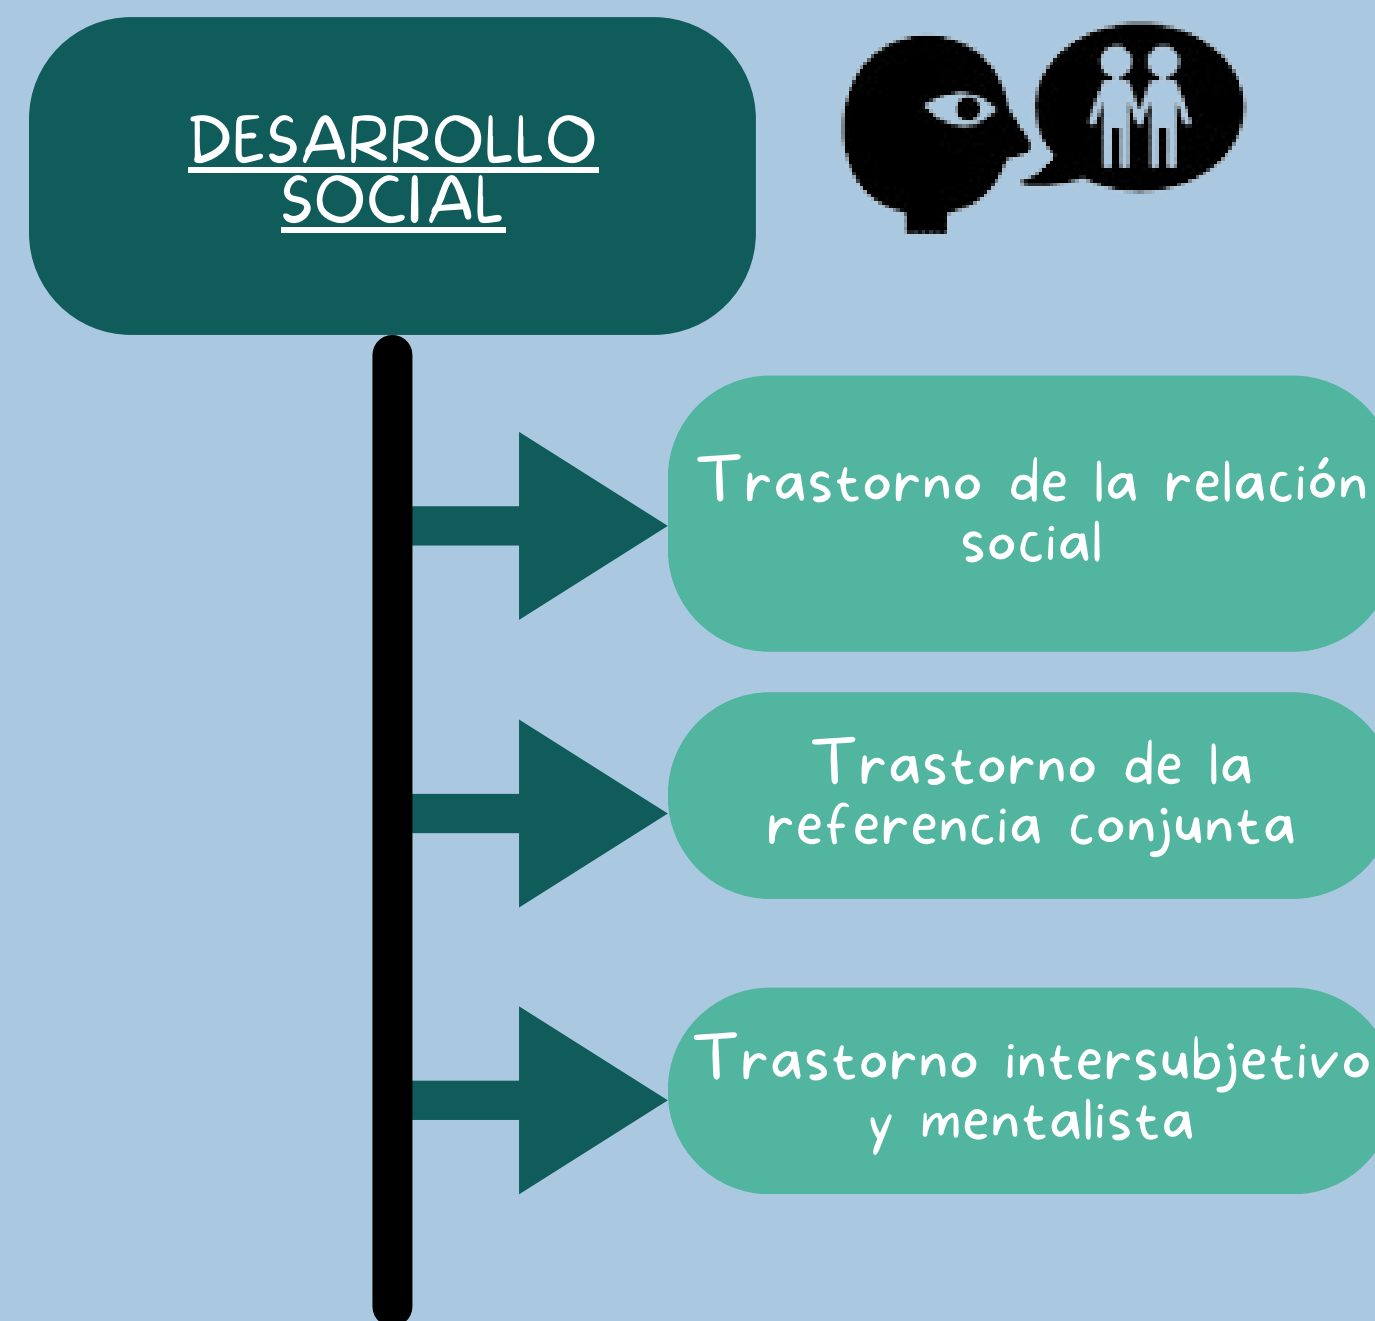 DESARROLLO
SOCIAL
Trastorno de la relación
social
Trastorno de la
referencia conjunta
Trastorno intersubjetivo
y mentalista